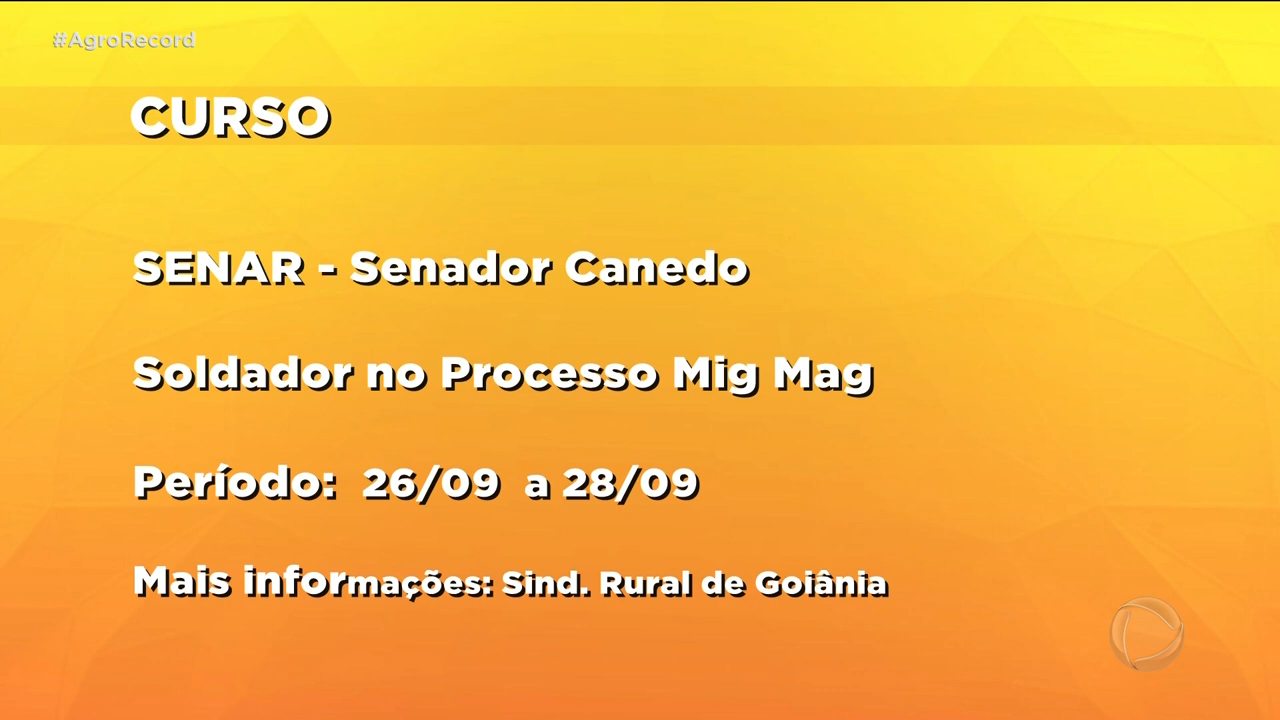 #AgroRecord
CURSO
SENAR - Senador Canedo
Soldador no Processo Mig Mag
Período: 26/09 a 28/09
Mais informações: Sind. Rural de Goiânia